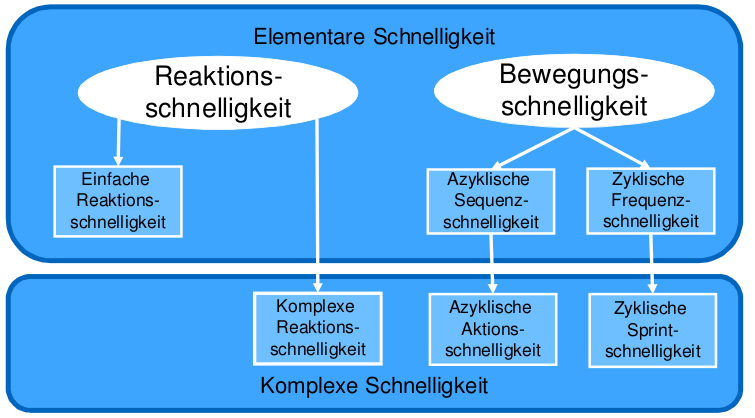 Elementare Schnelligkeit
Reaktions-
schnelligkeit
Bewegungs-
schnelligkeit
Einfache
Reaktions-
schnelligkeit
Azyklische
Sequenz-
schnelligkeit
Zyklische
Frequenz-
schnelligkeit
Komplexe
Reaktions-
schnelligkeit
Azyklische
Aktions-
schnelligkeit
Zyklische
Sprint-
schnelligkeit
Komplexe Schnelligkeit